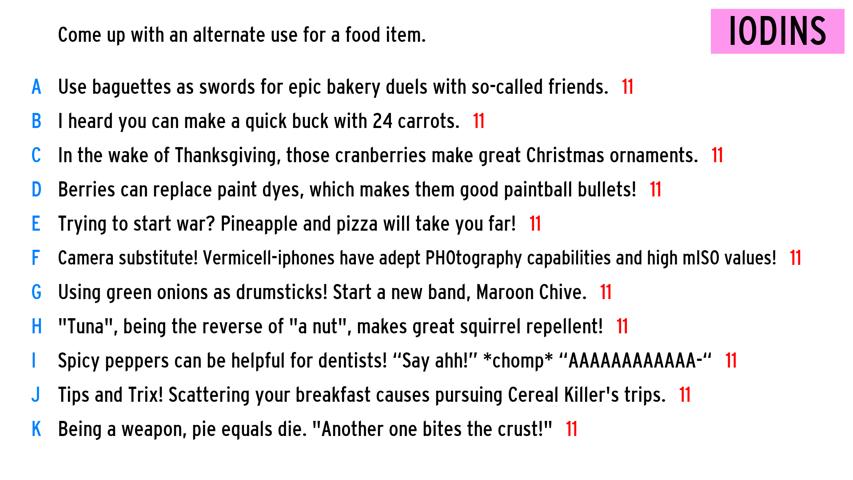 Come up with an alternate use for a food item.
IODINS
A Use baguettes as swords for epic bakery duels with so-called friends. 11
B I heard you can make a quick buck with 24 carrots. 11
C In the wake of Thanksgiving, those cranberries make great Christmas ornaments. 11
D Berries can replace paint dyes, which makes them good paintball bullets! 11
E Trying to start war? Pineapple and pizza will take you far! 11
F Camera substitute! Vermicell-iphones have adept PHOtography capabilities and high mISO values! 11
G Using green onions as drumsticks! Start a new band, Maroon Chive. 11
H "Tuna", being the reverse of "a nut", makes great squirrel repellent! 11
I Spicy peppers can be helpful for dentists! “Say ahh!” *chomp* “AAAAAAAAAAAA-“ 11
J Tips and Trix! Scattering your breakfast causes pursuing Cereal Killer's trips. 11
K Being a weapon, pie equals die. "Another one bites the crust!" 11